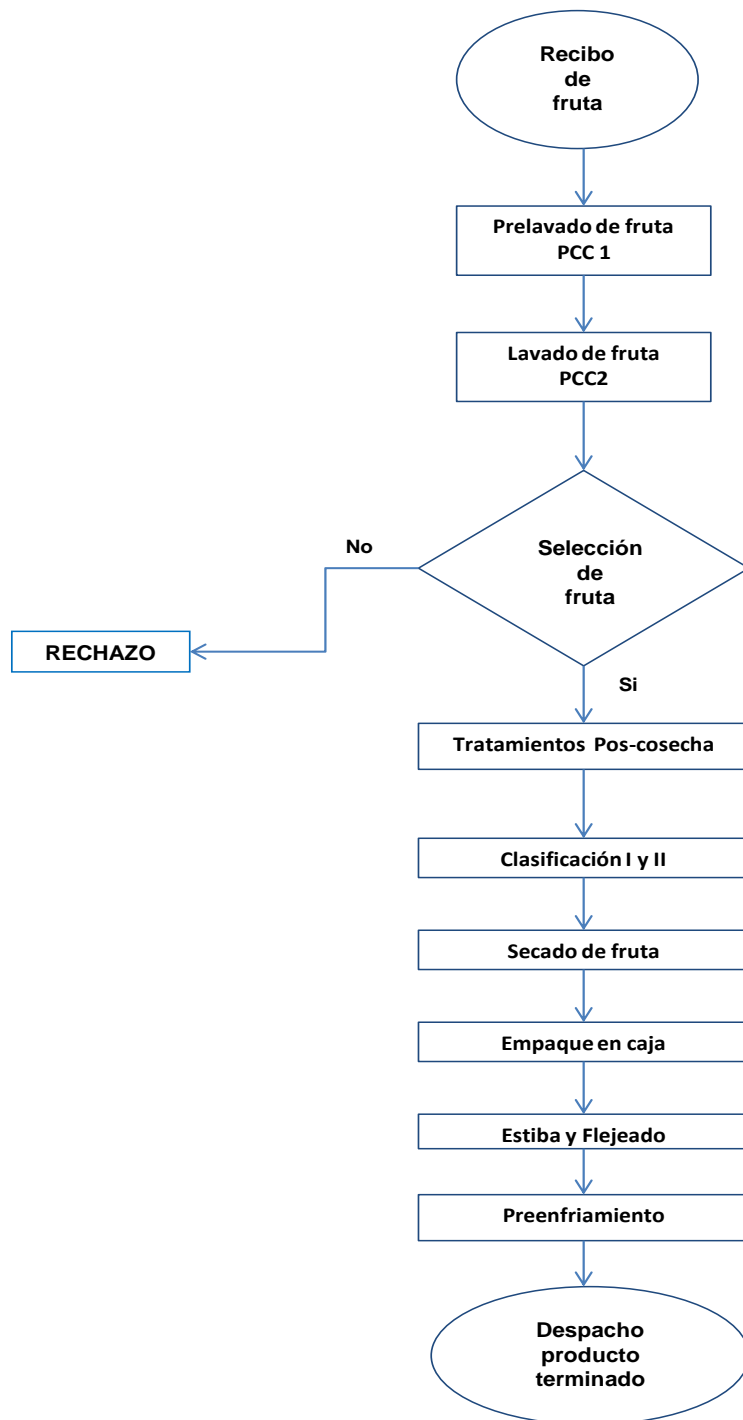 Recibo
de
fruta
Prelavado de fruta
PCC 1
Lavado de fruta
PCC2
No
Selección
de
fruta
RECHAZO
Si
Tratamientos Pos-cosecha
Clasificación I y II
Secado de fruta
Empaque en caja
Estiba y Flejeado
Preenfriamiento
Despacho
producto
terminado